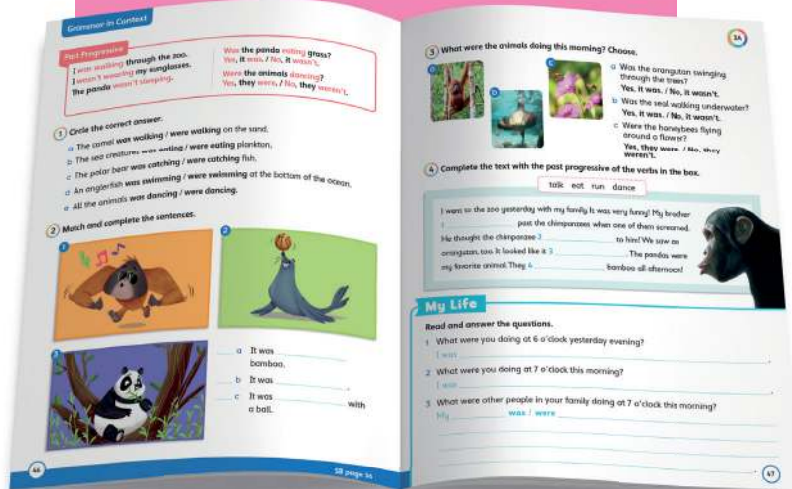 Grammar in Context
Past Progressive
I was walking through the zoo.
I wasn't wearing my sunglasses.
The panda wasn't sleeping.
Was the panda eating grass?
Yes, it was. / No, it wasn't.
Were the animals dancing?
Yes, they were. / No, they weren't.
1 Circle the correct answer.
a The camel was walking / were walking on the sand.
b The sea creatures was eating / were eating plankton.
c The polar bear was catching / were catching fish.
d An anglerfish was swimming / were swimming at the bottom of the ocean.
e All the animals was dancing / were dancing.
2 Match and complete the sentences.
1
2
3
a It was
bamboo.
b It was .
c It was with
a ball.
46
SB page 56
3A
3 What were the animals doing this morning? Choose.
a
b
c
a Was the orangutan swinging
through the trees?
Yes, it was. / No, it wasn't.
b Was the seal walking underwater?
Yes, it was. / No, it wasn't.
c Were the honeybees flying
around a flower?
Yes, they were. / No, they
weren't.
4 Complete the text with the past progressive of the verbs in the box.
talk eat run dance
I went to the zoo yesterday with my family. It was very funny! My brother
1 past the chimpanzees when one of them screamed.
He thought the chimpanzee 2 to him! We saw an
orangutan, too. It looked like it 3 . The pandas were
my favorite animal. They 4 bamboo all afternoon!
My Life
Read and answer the questions.
1 What were you doing at 6 o'clock yesterday evening?
I was .
2 What were you doing at 7 o'clock this morning?
I was .
3 What were other people in your family doing at 7 o'clock this morning?
My was / were
.
47